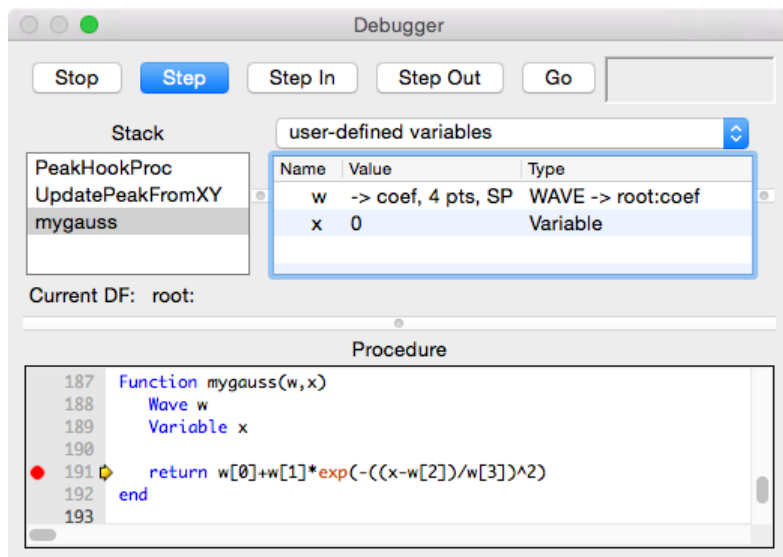 Debugger
Stop Step Step In Step Out Go
Stack
user-defined variables
PeakHookProc
UpdatePeakFromXY
mygauss
Name Value Type
w -> coef, 4 pts, SP WAVE -> root:coef
x 0 Variable
Current DF: root:
Procedure
187 Function mygauss(w,x)
188 Wave w
189 Variable x
190
191 return w[0]+w[1]*exp(-((x-w[2])/w[3])^2)
192 end
193